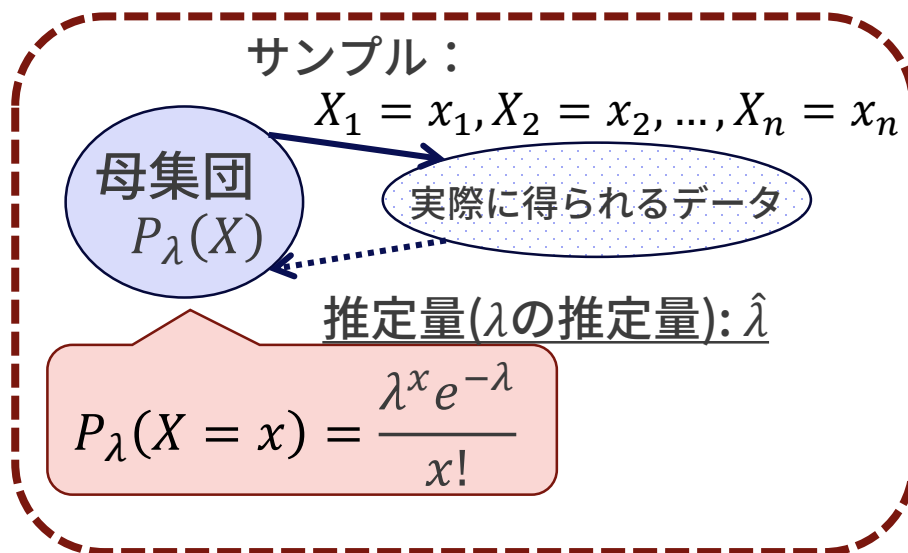 サンプル：
X₁ = x₁, X₂ = x₂, …, Xₙ = xₙ
母集団
P_λ(X)
実際に得られるデータ
推定量(λの推定量): λ̂
P_λ(X = x) = λˣe^{−λ} / x!